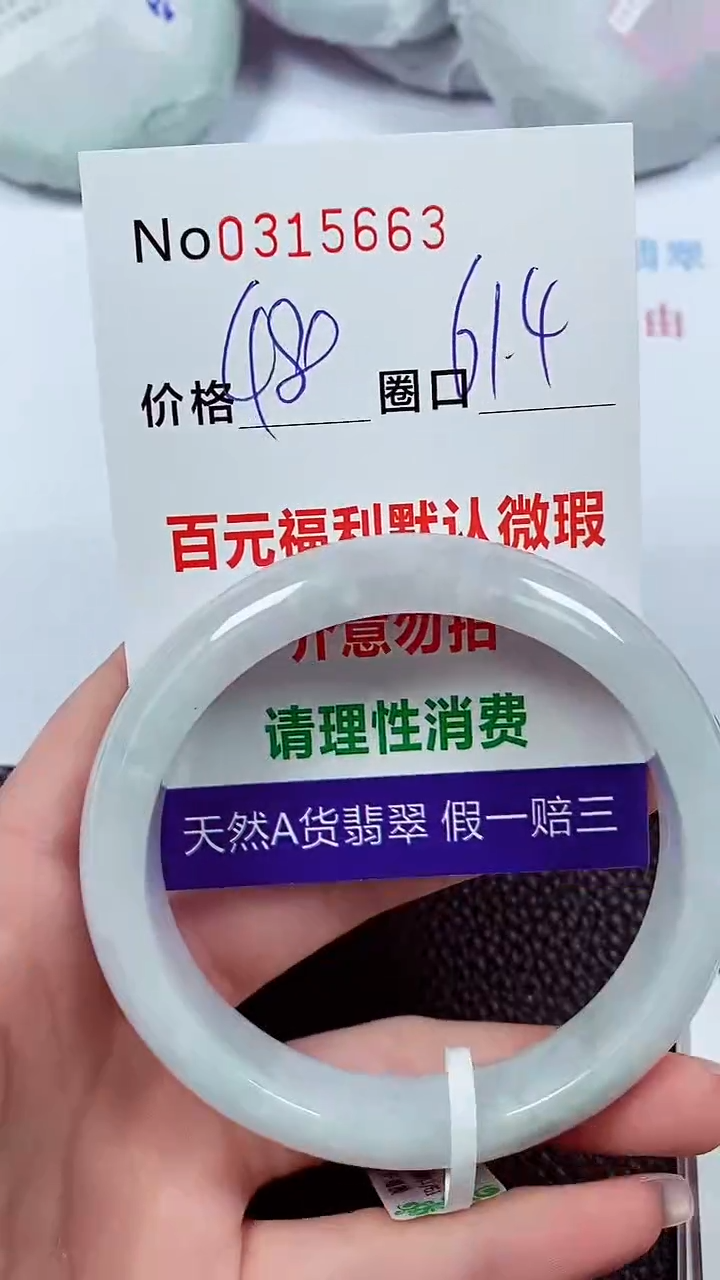 No0315663
价格 480 圈口 61.4
百元福利默认微瑕
介意勿拍
请理性消费
天然A货翡翠 假一赔三